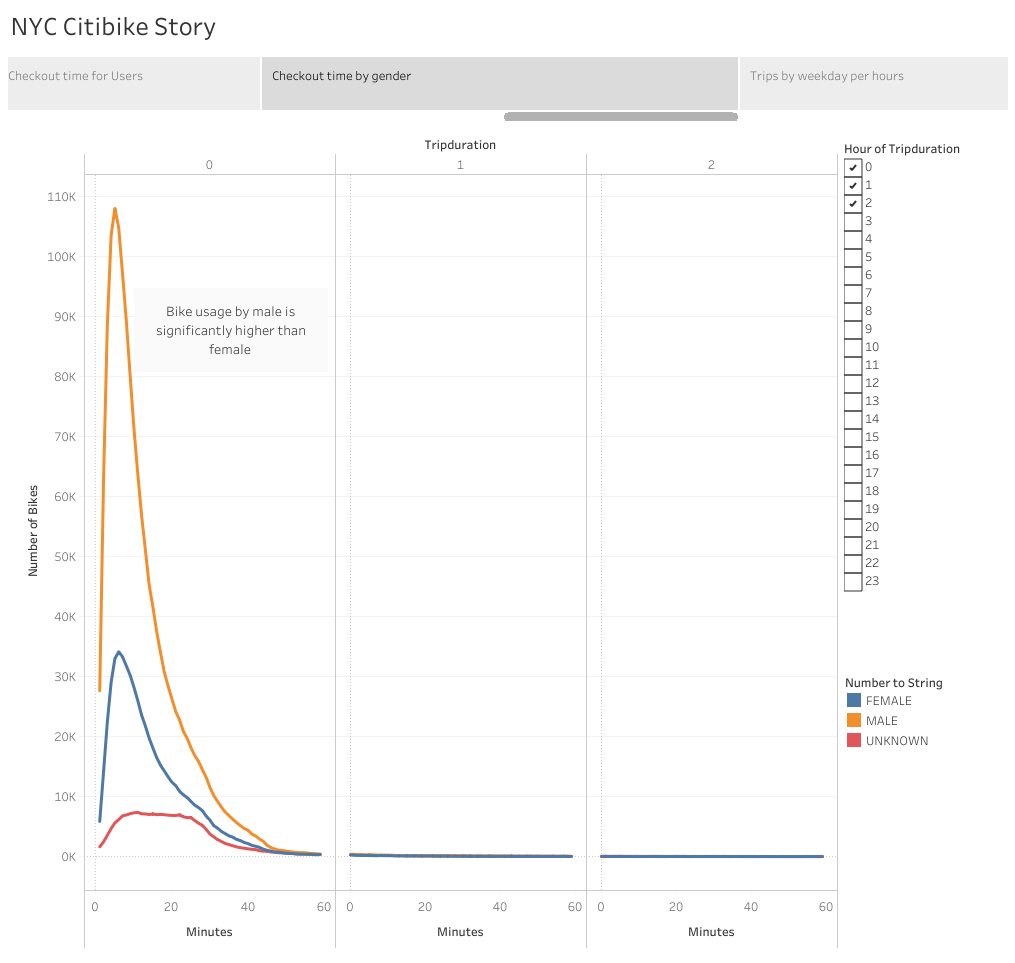 NYC Citibike Story
Checkout time for Users
Checkout time by gender
Trips by weekday per hours
Tripduration
0
1
2
110K
100K
90K
80K
70K
60K
50K
40K
30K
20K
10K
0K
Number of Bikes
Bike usage by male is
significantly higher than
female
0 20 40 60
0 20 40 60
0 20 40 60
Minutes
Minutes
Minutes
Hour of Tripduration
0
1
2
3
4
5
6
7
8
9
10
11
12
13
14
15
16
17
18
19
20
21
22
23
Number to String
FEMALE
MALE
UNKNOWN